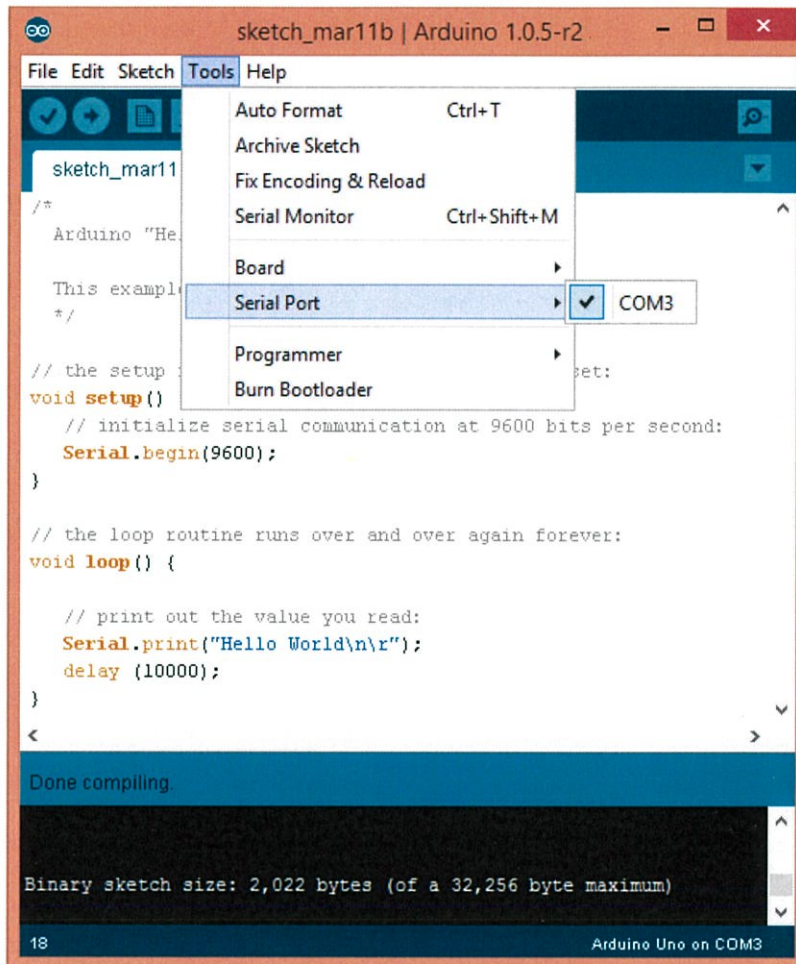 sketch_mar11b | Arduino 1.0.5-r2
File Edit Sketch Tools Help
Auto Format Ctrl+T
Archive Sketch
Fix Encoding & Reload
Serial Monitor Ctrl+Shift+M
Board
Serial Port
COM3
Programmer
Burn Bootloader
sketch_mar11
/*
Arduino "He
This exampl
*/
// the setup
set:
void setup()
// initialize serial communication at 9600 bits per second:
Serial.begin(9600);
}
// the loop routine runs over and over again forever:
void loop() {
// print out the value you read:
Serial.print("Hello World\n\r");
delay (10000);
}
Done compiling.
Binary sketch size: 2,022 bytes (of a 32,256 byte maximum)
18 Arduino Uno on COM3